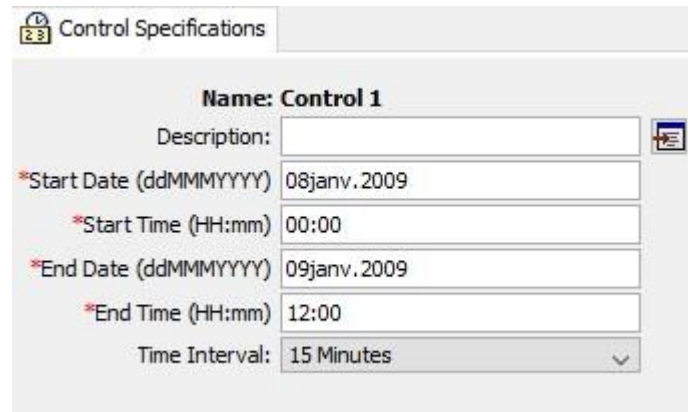 Control Specifications
Name: Control 1
Description:
*Start Date (ddMMMYYYY) 08janv.2009
*Start Time (HH:mm) 00:00
*End Date (ddMMMYYYY) 09janv.2009
*End Time (HH:mm) 12:00
Time Interval: 15 Minutes